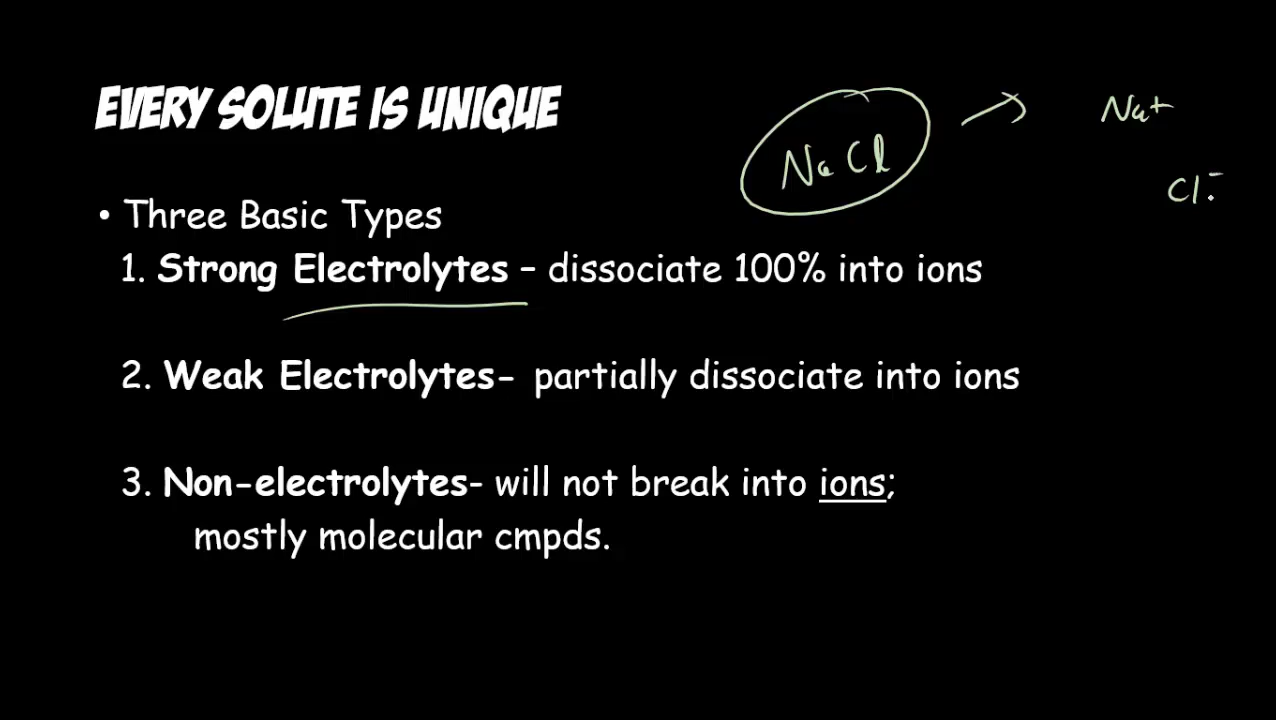 EVERY SOLUTE IS UNIQUE
NaCl → Na+
Cl-
• Three Basic Types
1. Strong Electrolytes – dissociate 100% into ions
2. Weak Electrolytes- partially dissociate into ions
3. Non-electrolytes- will not break into ions;
mostly molecular cmpds.